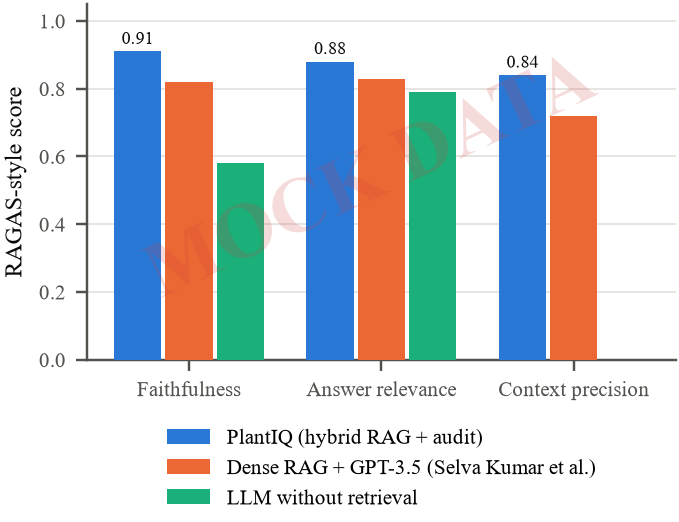 1.0
0.8
0.6
0.4
0.2
0.0
RAGAS-style score
0.91
0.88
0.84
MOCK DATA
Faithfulness
Answer relevance
Context precision
PlantIQ (hybrid RAG + audit)
Dense RAG + GPT-3.5 (Selva Kumar et al.)
LLM without retrieval